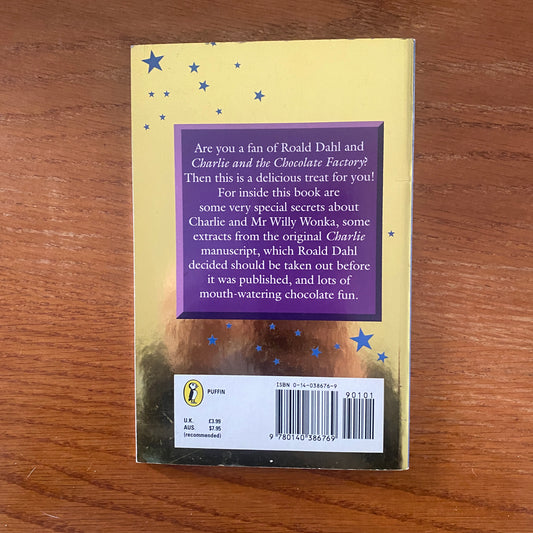 Are you a fan of Roald Dahl and
Charlie and the Chocolate Factory?
Then this is a delicious treat for you!
For inside this book are
some very special secrets about
Charlie and Mr Willy Wonka, some
extracts from the original Charlie
manuscript, which Roald Dahl
decided should be taken out before
it was published, and lots of
mouth-watering chocolate fun.
PUFFIN
U.K. £3.99
AUS. $7.95
(recommended)
ISBN 0-14-038676-9
90101
9 780140 386769